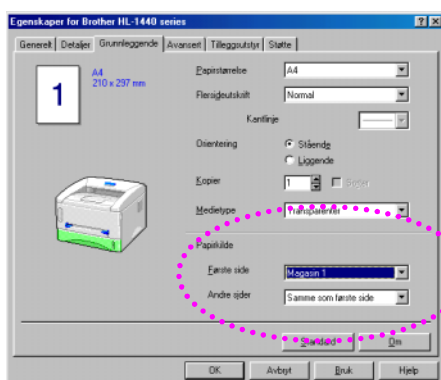 Egenskaper for Brother HL-1440 series
Generelt Detaljer Grunnleggende Avansert Tilleggsutstyr Støtte
1
A4
210 x 297 mm
Papirstørrelse A4
Flersideutskrift Normal
Kantlinje
Orientering Stående
Liggende
Kopier 1 Sorter
Medietype Transparenter
Papirkilde
Første side Magasin 1
Andre sider Samme som første side
Standard Om
OK Avbryt Bruk Hjelp